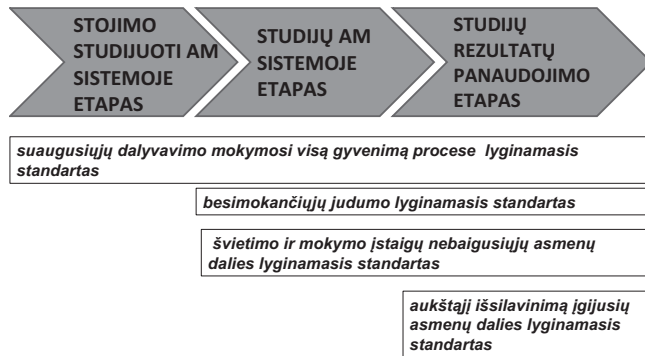 STOJIMO
STUDIJUOTI AM
SISTEMOJE
ETAPAS
STUDIJŲ AM
SISTEMOJE
ETAPAS
STUDIJŲ
REZULTATŲ
PANAUDOJIMO
ETAPAS
suaugusiųjų dalyvavimo mokymosi visą gyvenimą procese lyginamasis
standartas
besimokančiųjų judumo lyginamasis standartas
švietimo ir mokymo įstaigų nebaigusiųjų asmenų
dalies lyginamasis standartas
aukštąjį išsilavinimą įgijusių
asmenų dalies lyginamasis
standartas